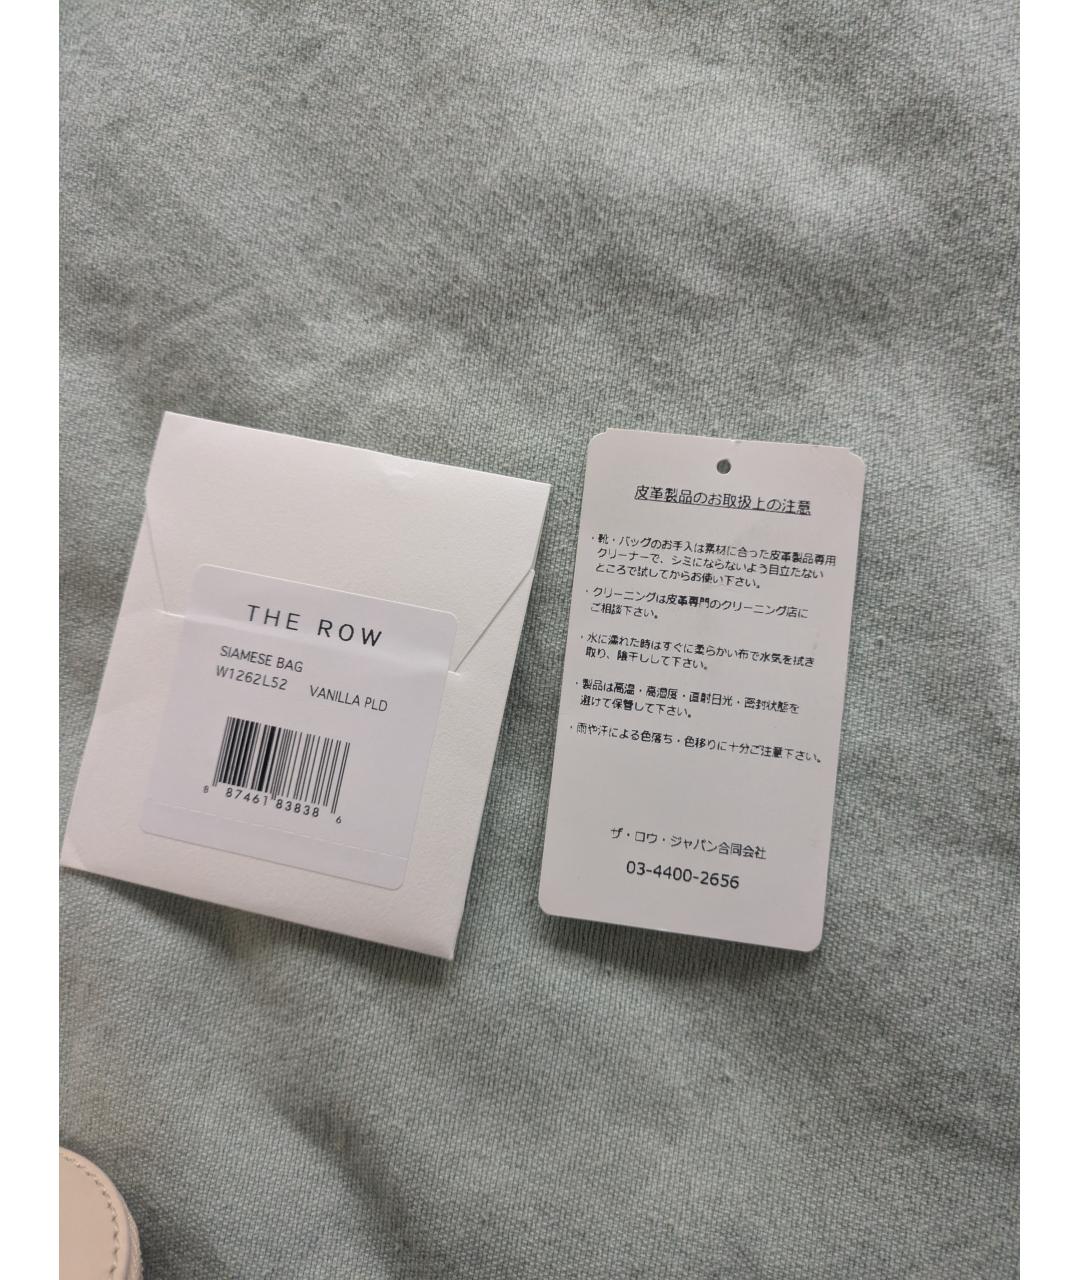 THE ROW
SIAMESE BAG
W1262L52 VANILLA PLD
8 87461 83838 6
皮革製品のお取扱上の注意
・靴・バッグのお手入は素材に合った皮革製品専用
クリーナーで、シミにならないよう目立たない
ところで試してからお使い下さい。
・クリーニングは皮革専門のクリーニング店に
ご相談下さい。
・水に濡れた時はすぐに柔らかい布で水気を拭き
取り、陰干しして下さい。
・製品は高温・高湿度・直射日光・密封状態を
避けて保管して下さい。
・雨や汗による色落ち・色移りに十分ご注意下さい。
ザ・ロウ・ジャパン合同会社
03-4400-2656